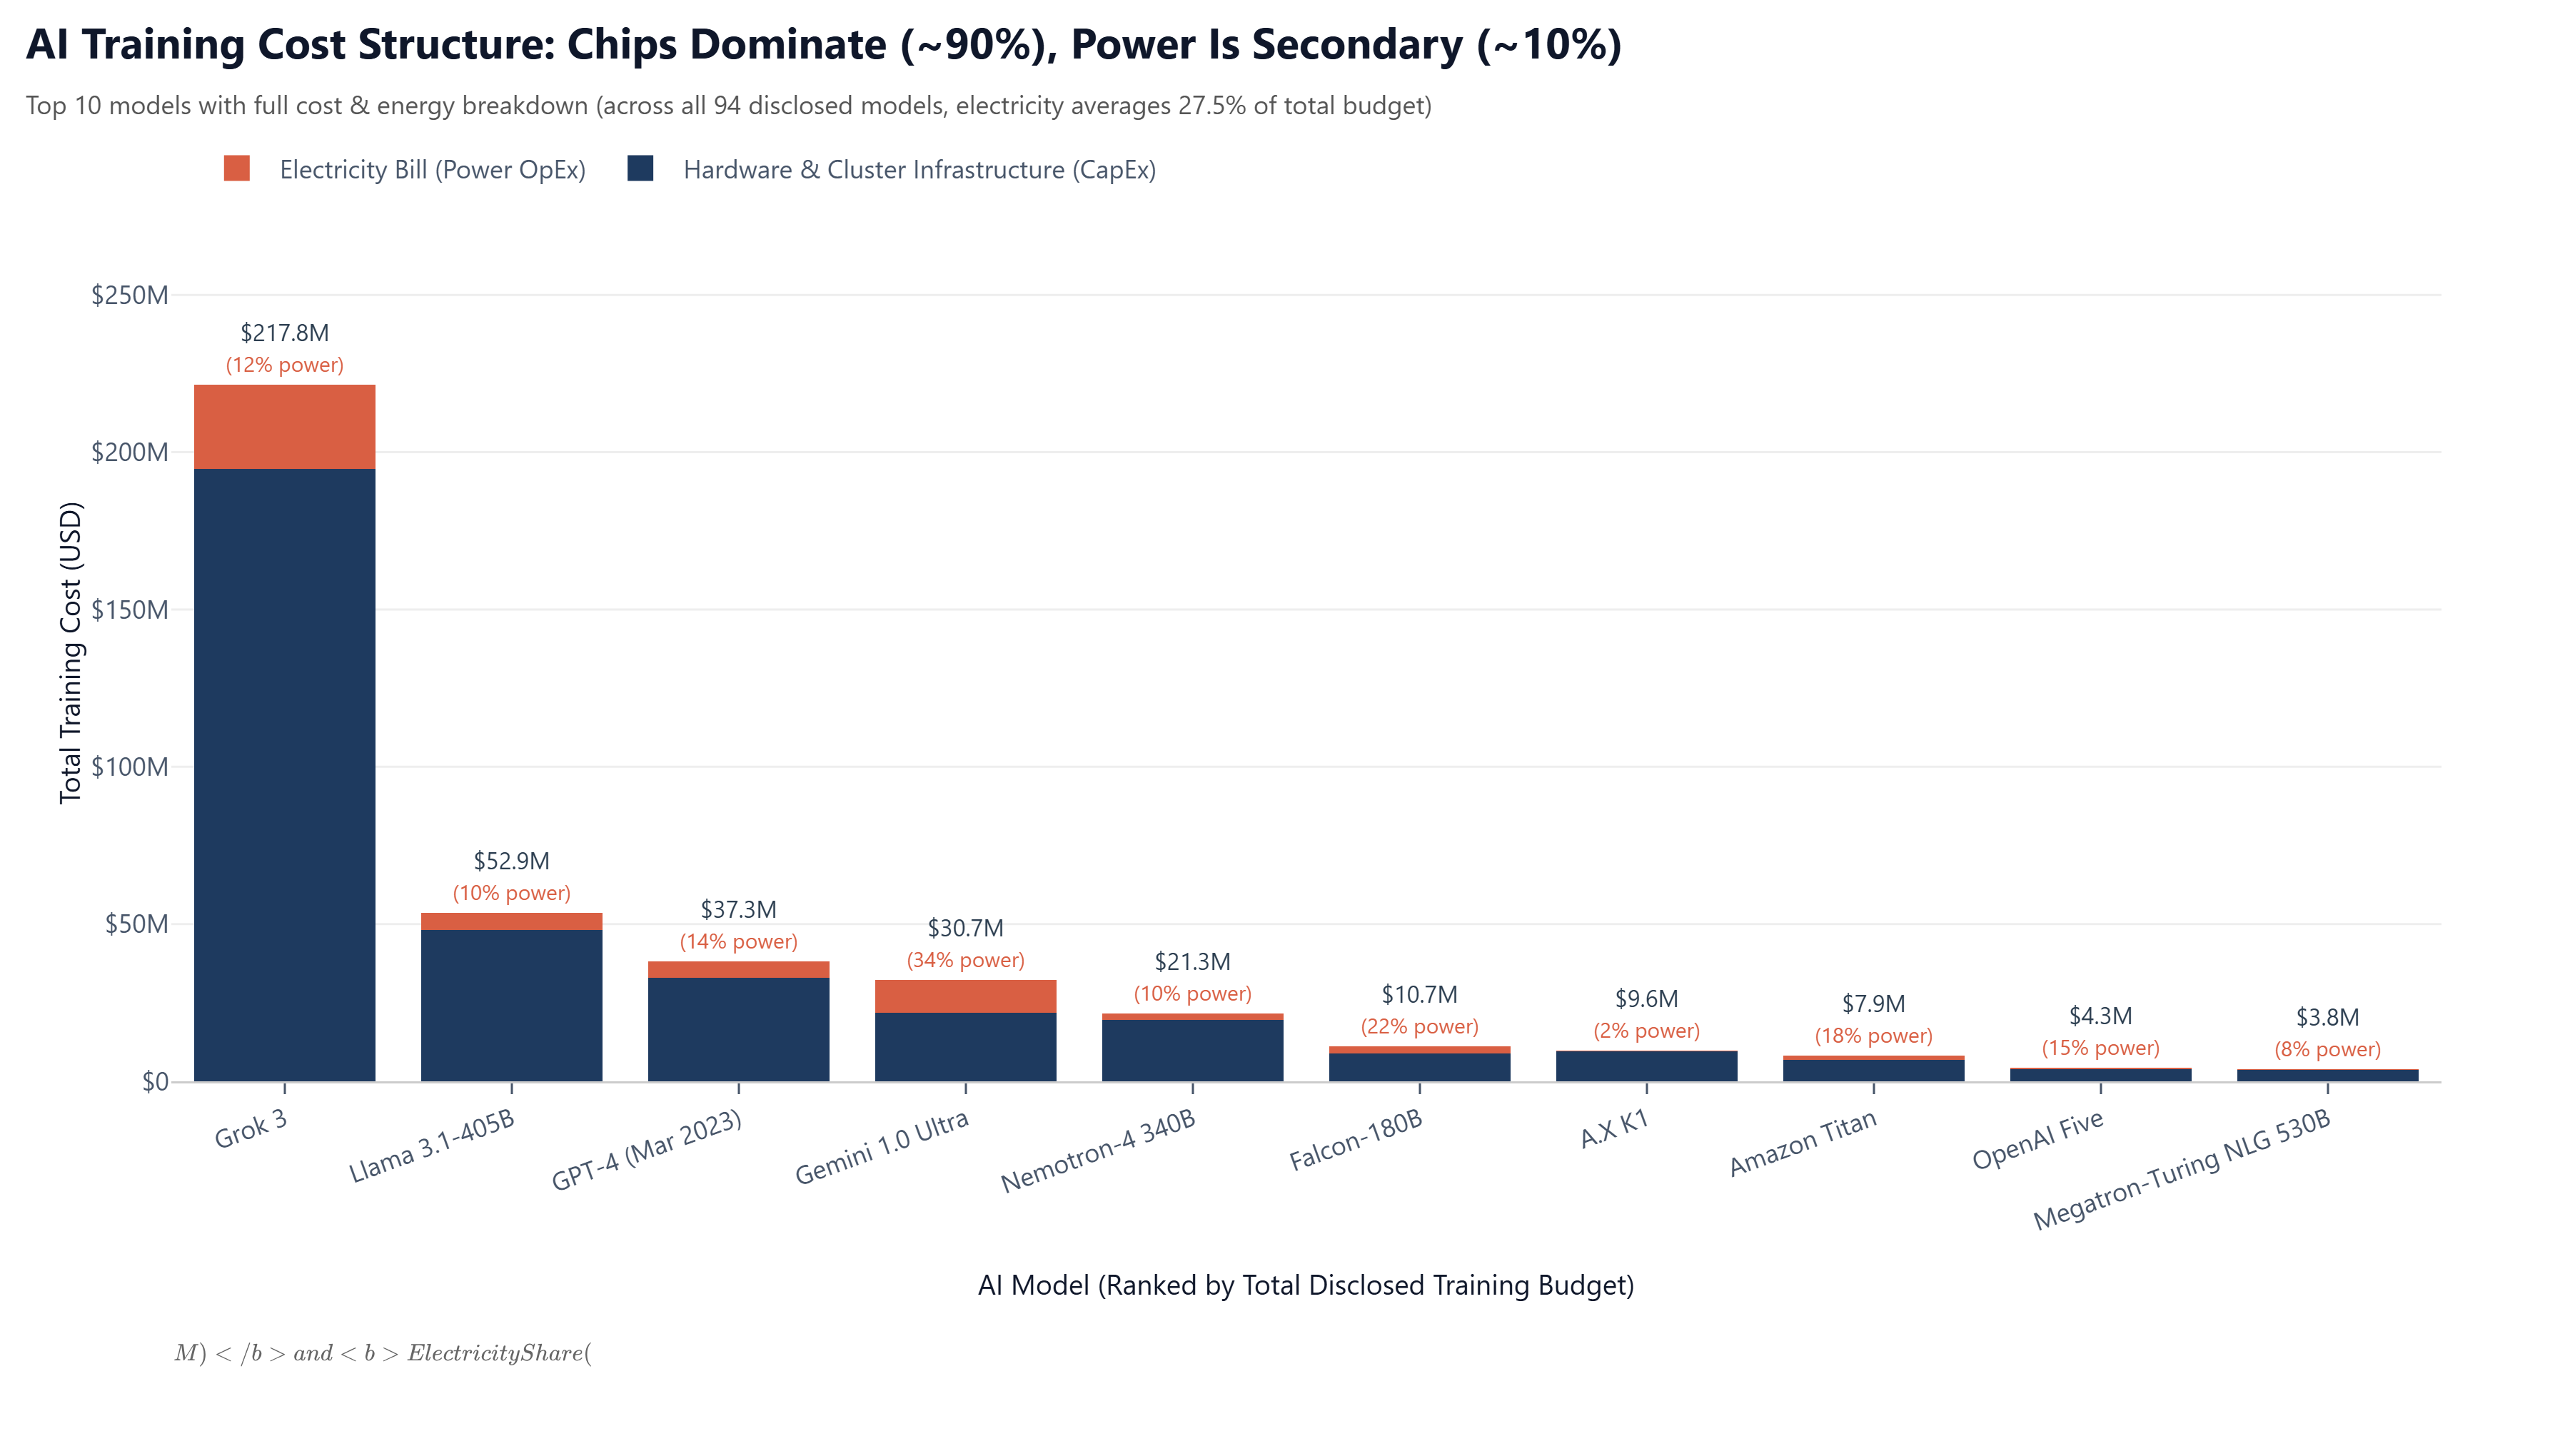 AI Training Cost Structure: Chips Dominate (~90%), Power Is Secondary (~10%)
Top 10 models with full cost & energy breakdown (across all 94 disclosed models, electricity averages 27.5% of total budget)
Electricity Bill (Power OpEx)
Hardware & Cluster Infrastructure (CapEx)
Total Training Cost (USD)
$250M
$200M
$150M
$100M
$50M
$0
$217.8M
(12% power)
$52.9M
(10% power)
$37.3M
(14% power)
$30.7M
(34% power)
$21.3M
(10% power)
$10.7M
(22% power)
$9.6M
(2% power)
$7.9M
(18% power)
$4.3M
(15% power)
$3.8M
(8% power)
Grok 3
Llama 3.1-405B
GPT-4 (Mar 2023)
Gemini 1.0 Ultra
Nemotron-4 340B
Falcon-180B
A.X K1
Amazon Titan
OpenAI Five
Megatron-Turing NLG 530B
AI Model (Ranked by Total Disclosed Training Budget)
M) < /b > and < b > ElectricityShare(